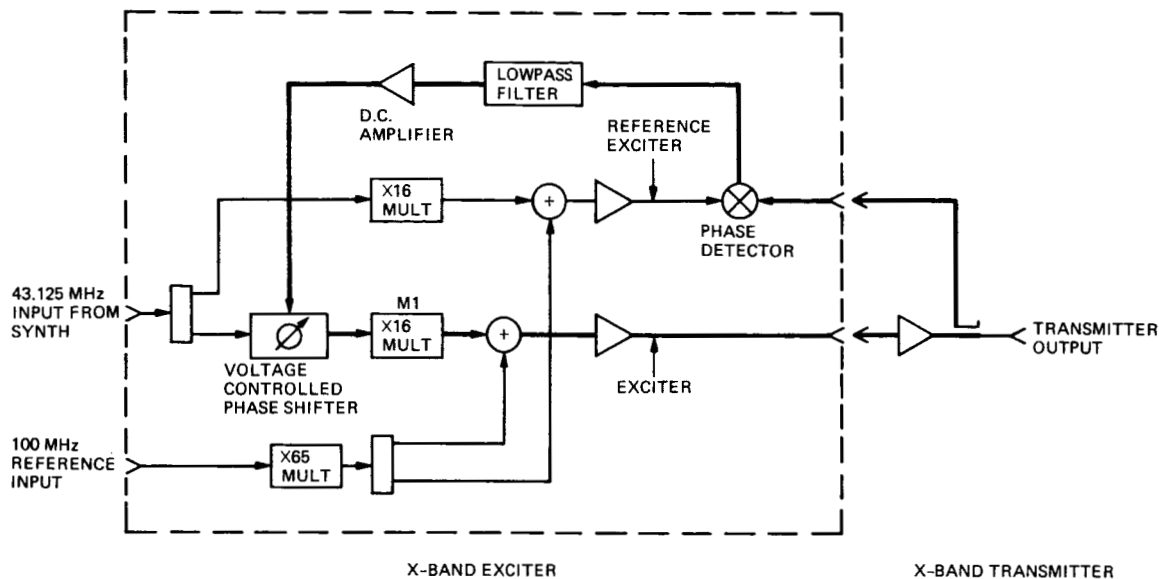 LOWPASS
FILTER
D.C.
AMPLIFIER
REFERENCE
EXCITER
X16
MULT
+
PHASE
DETECTOR
43.125 MHz
INPUT FROM
SYNTH
M1
X16
MULT
+
TRANSMITTER
OUTPUT
VOLTAGE
CONTROLLED
PHASE SHIFTER
EXCITER
100 MHz
REFERENCE
INPUT
X65
MULT
X-BAND EXCITER
X-BAND TRANSMITTER